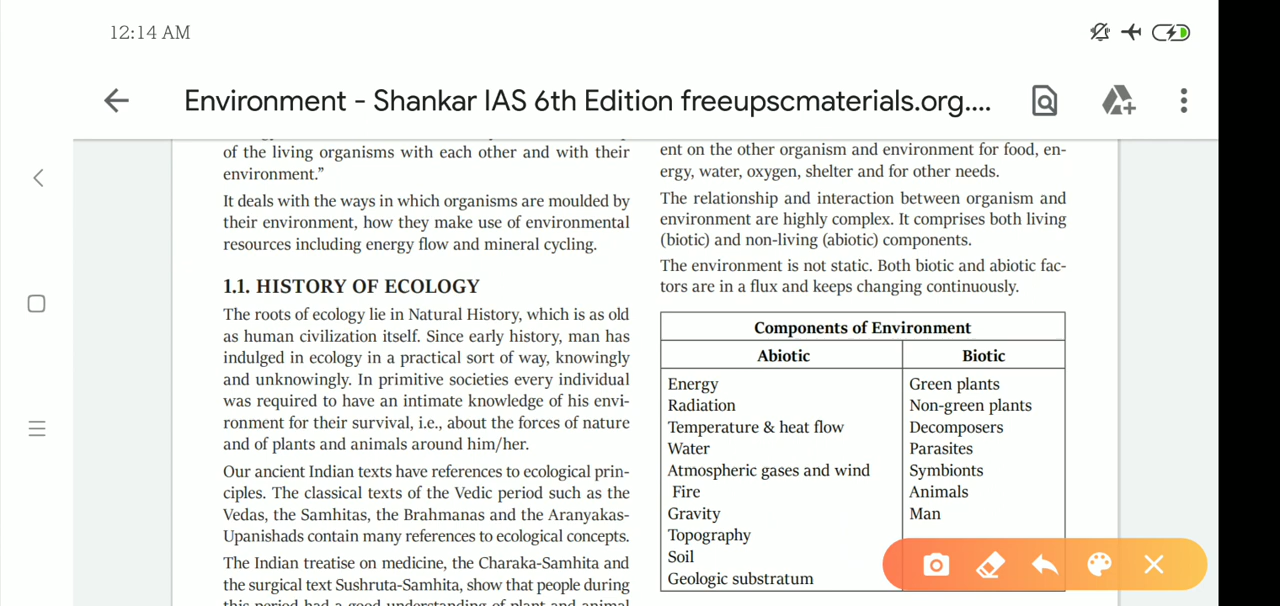 12:14 AM
Environment - Shankar IAS 6th Edition freeupscmaterials.org....
of the living organisms with each other and with their
environment.”
It deals with the ways in which organisms are moulded by
their environment, how they make use of environmental
resources including energy flow and mineral cycling.
1.1. HISTORY OF ECOLOGY
The roots of ecology lie in Natural History, which is as old
as human civilization itself. Since early history, man has
indulged in ecology in a practical sort of way, knowingly
and unknowingly. In primitive societies every individual
was required to have an intimate knowledge of his envi-
ronment for their survival, i.e., about the forces of nature
and of plants and animals around him/her.
Our ancient Indian texts have references to ecological prin-
ciples. The classical texts of the Vedic period such as the
Vedas, the Samhitas, the Brahmanas and the Aranyakas-
Upanishads contain many references to ecological concepts.
The Indian treatise on medicine, the Charaka-Samhita and
the surgical text Sushruta-Samhita, show that people during
this period had a good understanding of plant and animal
ent on the other organism and environment for food, en-
ergy, water, oxygen, shelter and for other needs.
The relationship and interaction between organism and
environment are highly complex. It comprises both living
(biotic) and non-living (abiotic) components.
The environment is not static. Both biotic and abiotic fac-
tors are in a flux and keeps changing continuously.
Components of Environment
Abiotic
Biotic
Energy
Green plants
Radiation
Non-green plants
Temperature & heat flow
Decomposers
Water
Parasites
Atmospheric gases and wind
Symbionts
Fire
Animals
Gravity
Man
Topography
Soil
Geologic substratum